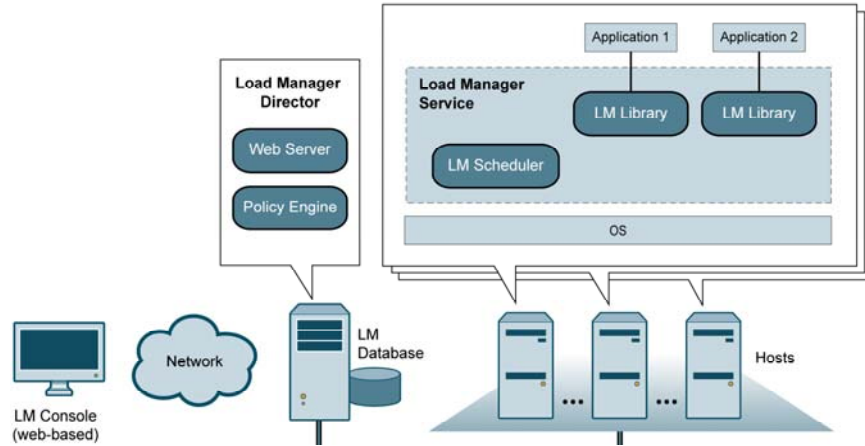 Application 1
Application 2
Load Manager
Director
Load Manager
Service
LM Library
LM Library
Web Server
LM Scheduler
Policy Engine
OS
Network
LM
Database
Hosts
LM Console
(web-based)